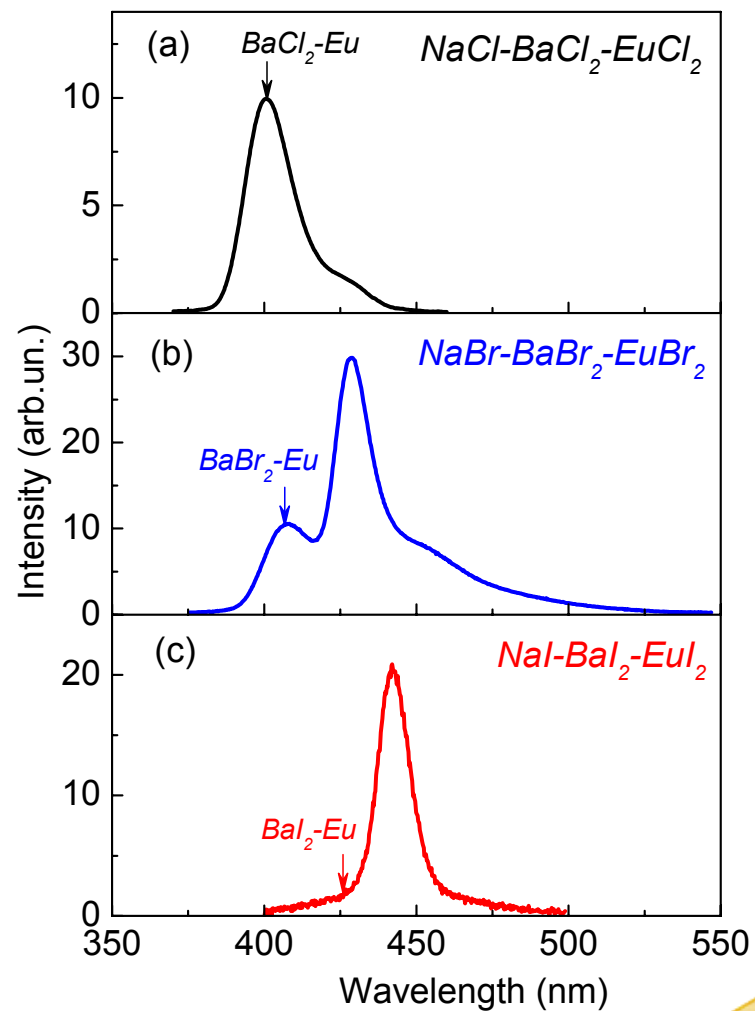 (a)
BaCl₂-Eu
NaCl-BaCl₂-EuCl₂
10
5
0
(b)
NaBr-BaBr₂-EuBr₂
BaBr₂-Eu
30
20
10
0
(c)
NaI-BaI₂-EuI₂
BaI₂-Eu
20
10
0
Intensity (arb.un.)
350 400 450 500 550
Wavelength (nm)